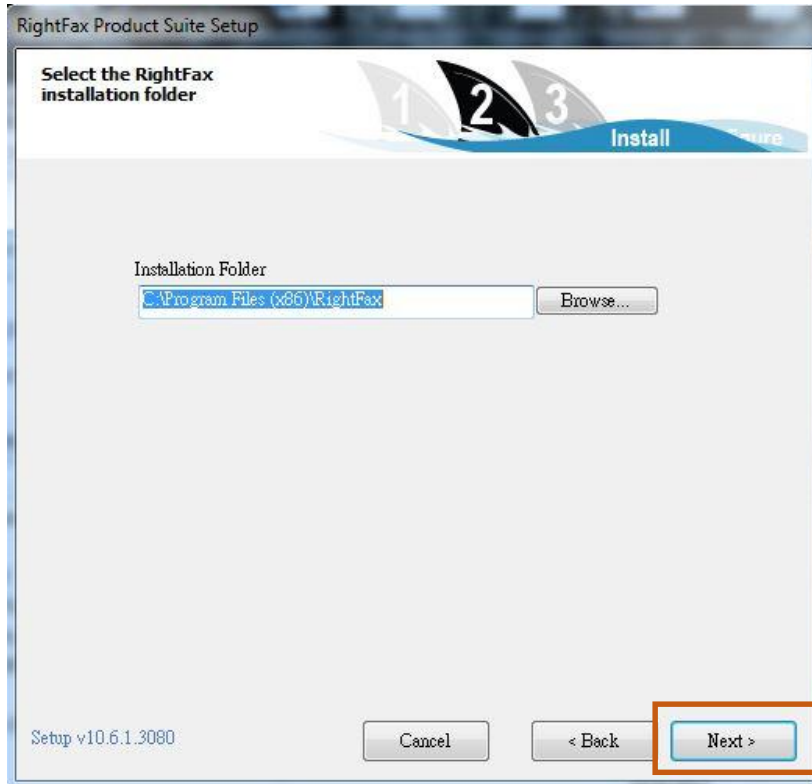 RightFax Product Suite Setup
Select the RightFax
installation folder
1 2 3
Install
Installation Folder
C:\Program Files (x86)\RightFax
Browse...
Setup v10.6.1.3080
Cancel
< Back
Next >